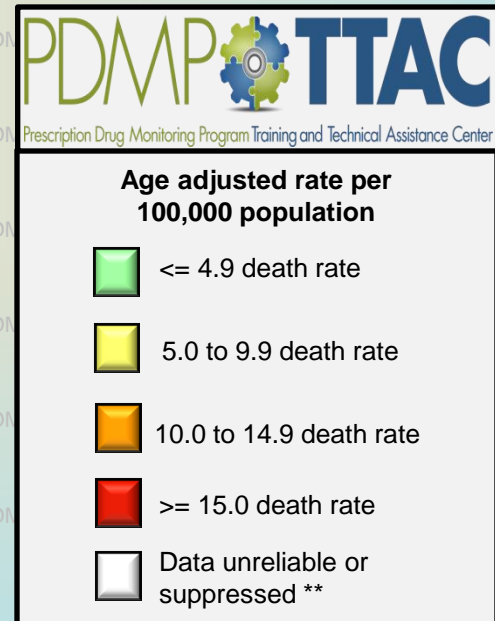 PDMP TTAC
Prescription Drug Monitoring Program Training and Technical Assistance Center
Age adjusted rate per
100,000 population
<= 4.9 death rate
5.0 to 9.9 death rate
10.0 to 14.9 death rate
>= 15.0 death rate
Data unreliable or
suppressed **